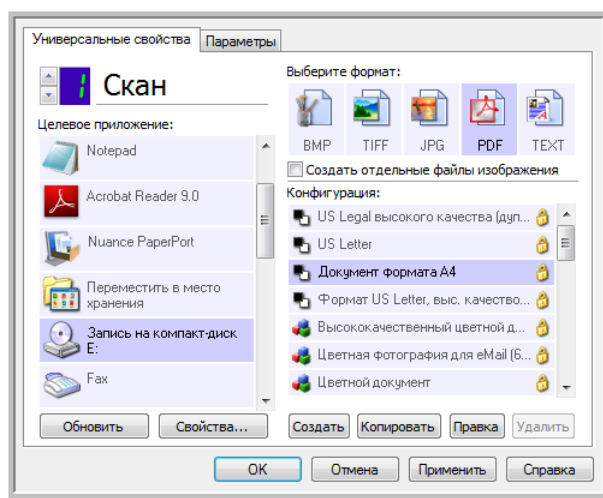 Универсальные свойства
Параметры
1
Скан
Целевое приложение:
Notepad
Acrobat Reader 9.0
Nuance PaperPort
Переместить в место
хранения
Запись на компакт-диск
E:
Fax
Обновить
Свойства...
Выберите формат:
BMP
TIFF
JPG
PDF
TEXT
Создать отдельные файлы изображения
Конфигурация:
US Legal высокого качества (дуп...
US Letter
Документ формата A4
Формат US Letter, выс. качество...
Высококачественный цветной д...
Цветная фотография для eMail (6...
Цветной документ
Создать
Копировать
Правка
Удалить
OK
Отмена
Применить
Справка